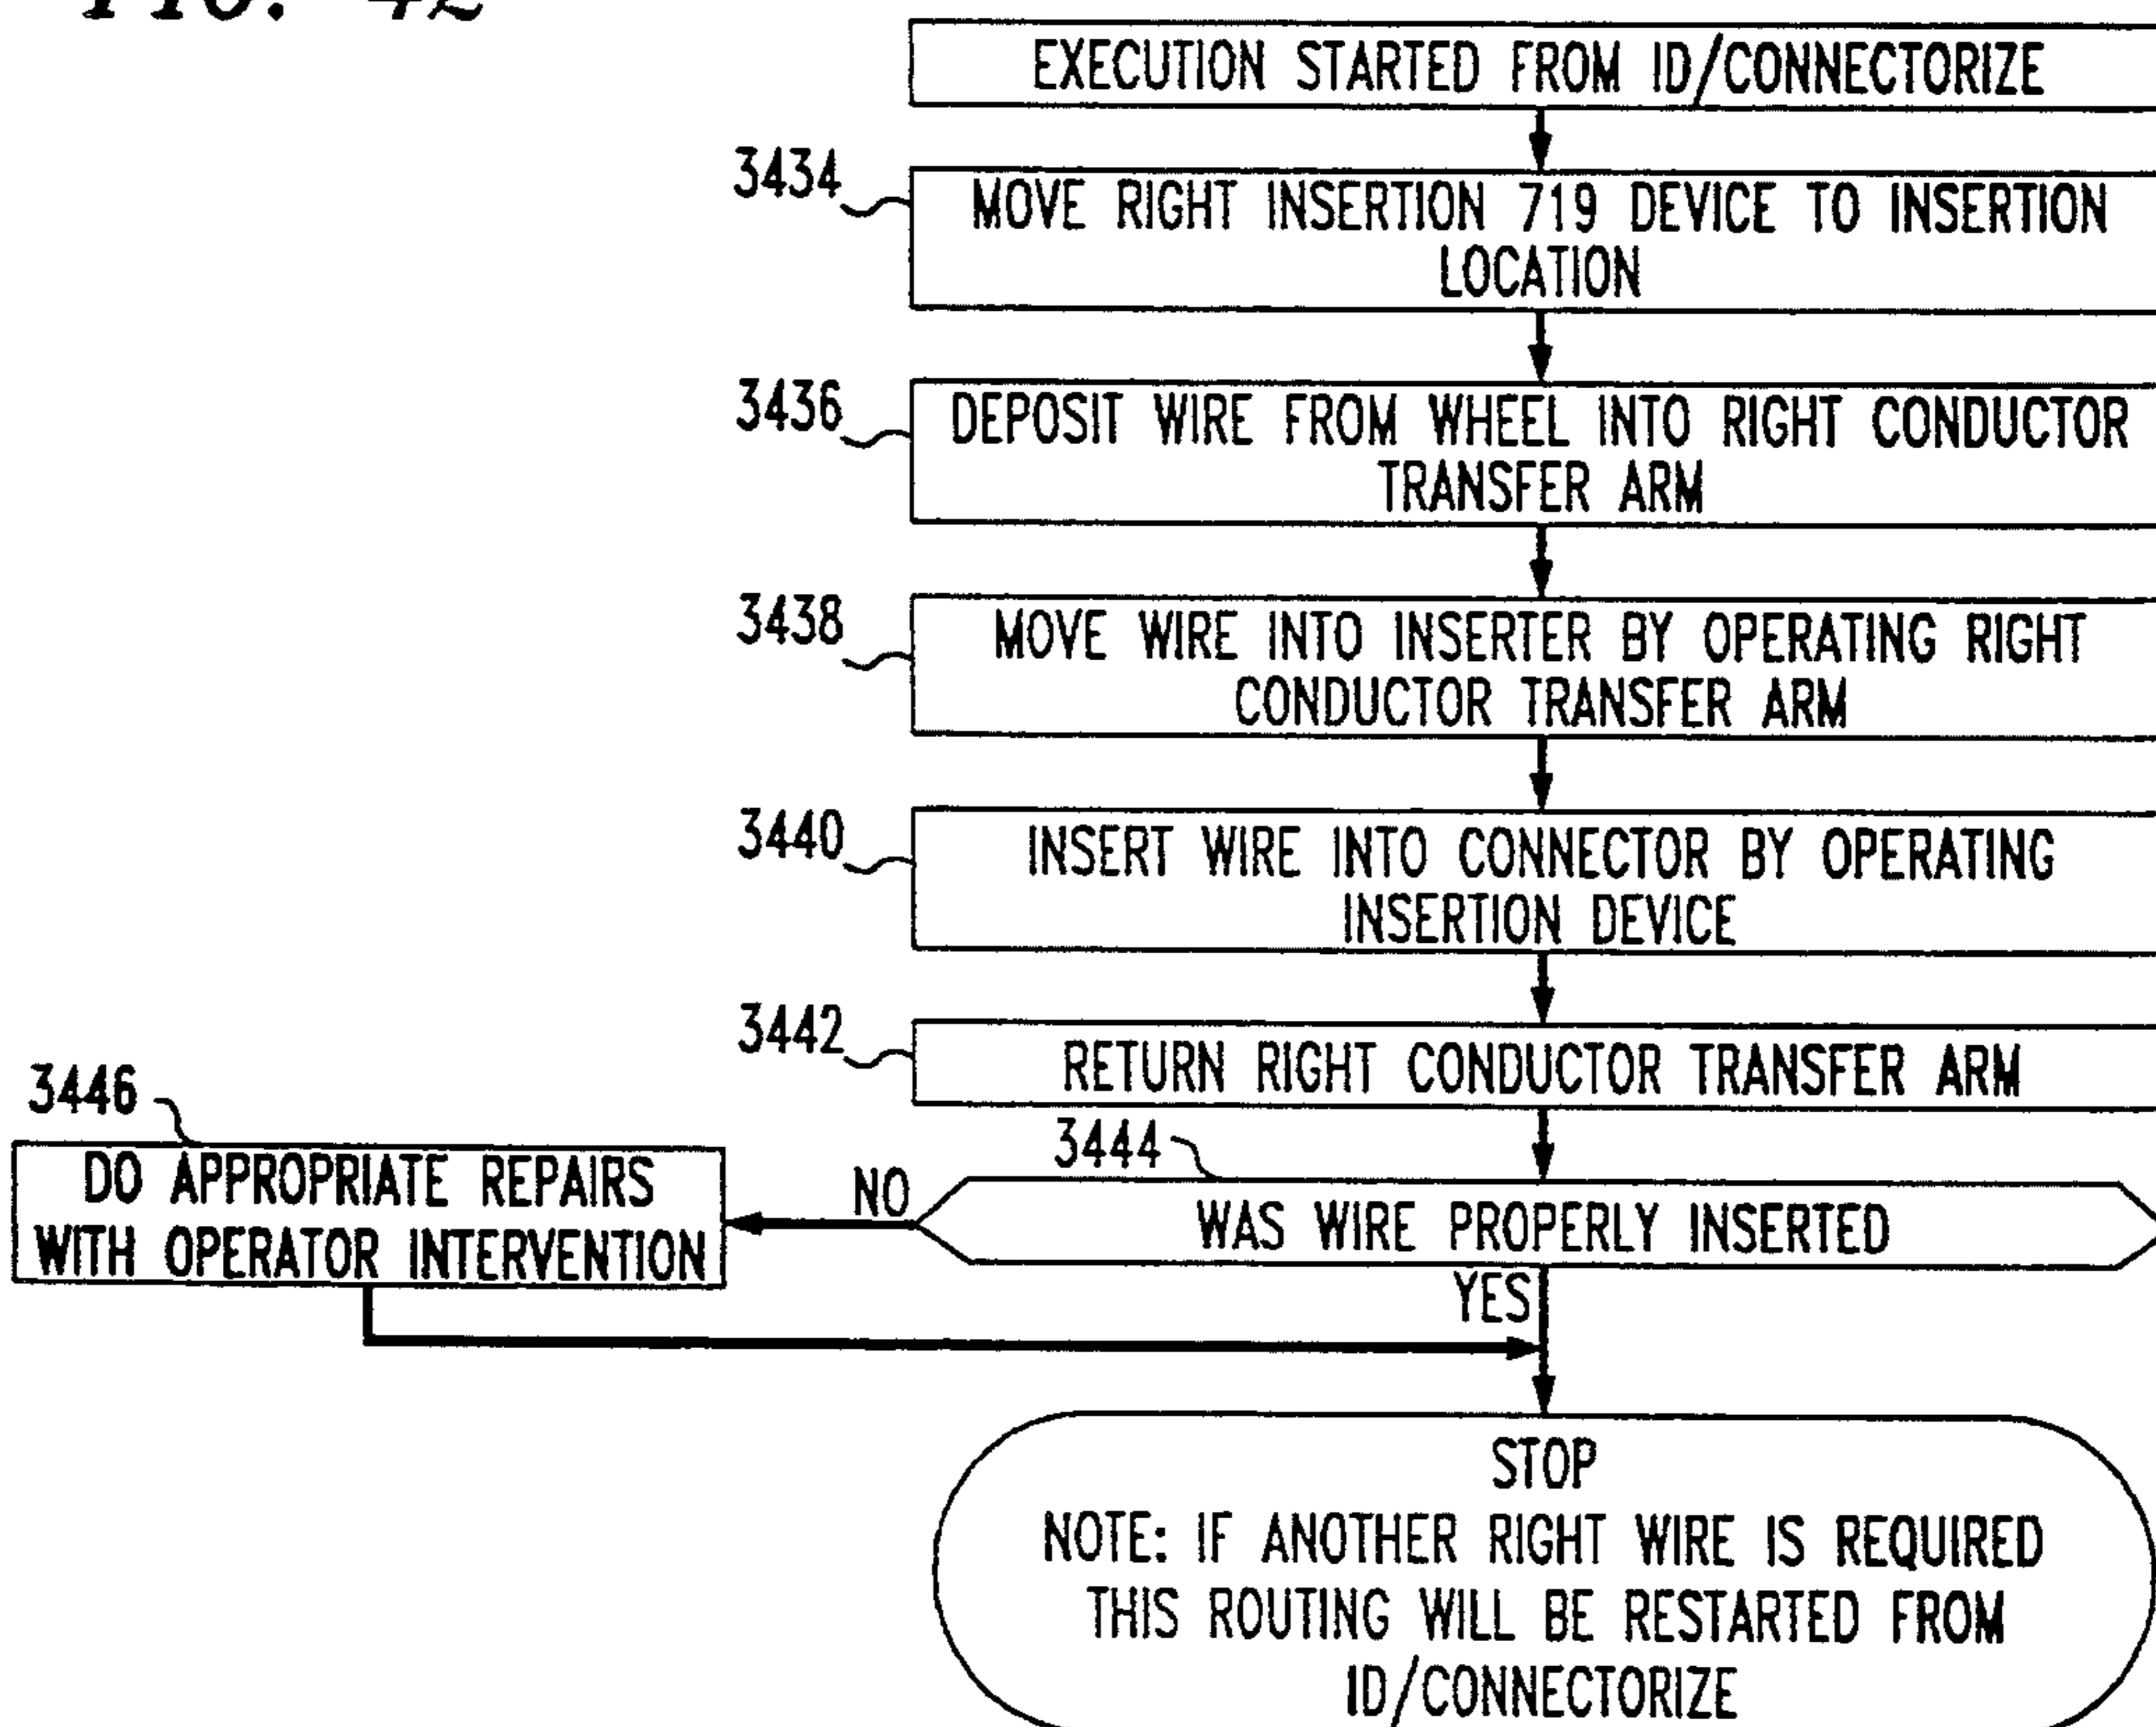 FIG. 42
EXECUTION STARTED FROM ID/CONNECTORIZE
3434
MOVE RIGHT INSERTION 719 DEVICE TO INSERTION
LOCATION
3436
DEPOSIT WIRE FROM WHEEL INTO RIGHT CONDUCTOR
TRANSFER ARM
3438
MOVE WIRE INTO INSERTER BY OPERATING RIGHT
CONDUCTOR TRANSFER ARM
3440
INSERT WIRE INTO CONNECTOR BY OPERATING
INSERTION DEVICE
3442
RETURN RIGHT CONDUCTOR TRANSFER ARM
3444
WAS WIRE PROPERLY INSERTED
NO
3446
DO APPROPRIATE REPAIRS
WITH OPERATOR INTERVENTION
YES
STOP
NOTE: IF ANOTHER RIGHT WIRE IS REQUIRED
THIS ROUTING WILL BE RESTARTED FROM
ID/CONNECTORIZE